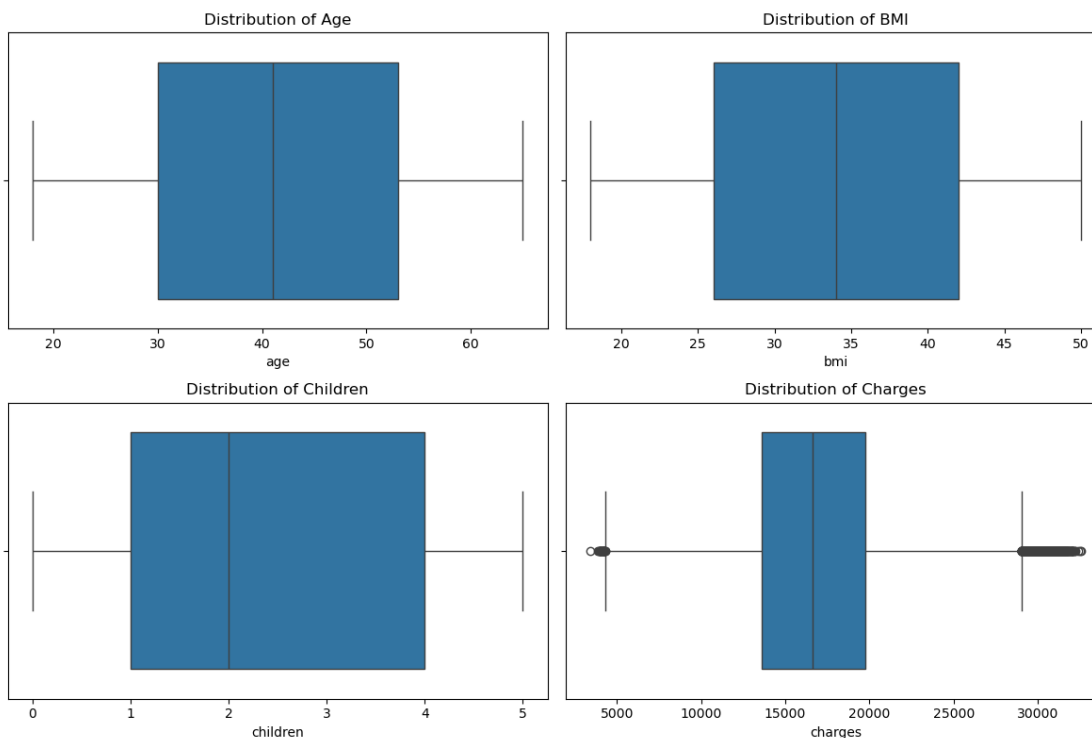 Distribution of Age
20 30 40 50 60
age
Distribution of BMI
20 25 30 35 40 45 50
bmi
Distribution of Children
0 1 2 3 4 5
children
Distribution of Charges
5000 10000 15000 20000 25000 30000
charges